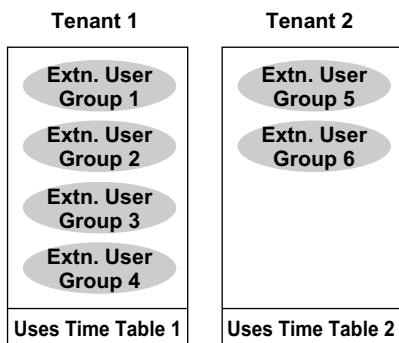 Tenant 1
Extn. User
Group 1
Extn. User
Group 2
Extn. User
Group 3
Extn. User
Group 4
Uses Time Table 1
Tenant 2
Extn. User
Group 5
Extn. User
Group 6
Uses Time Table 2